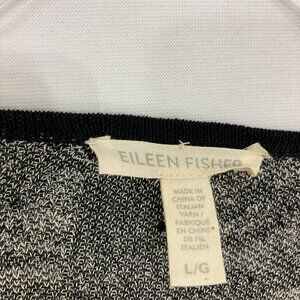 EILEEN FISHER
MADE IN
CHINA OF
ITALIAN
YARN/
FABRIQUÉ
EN CHINE
DE FIL
ITALIEN
L/G